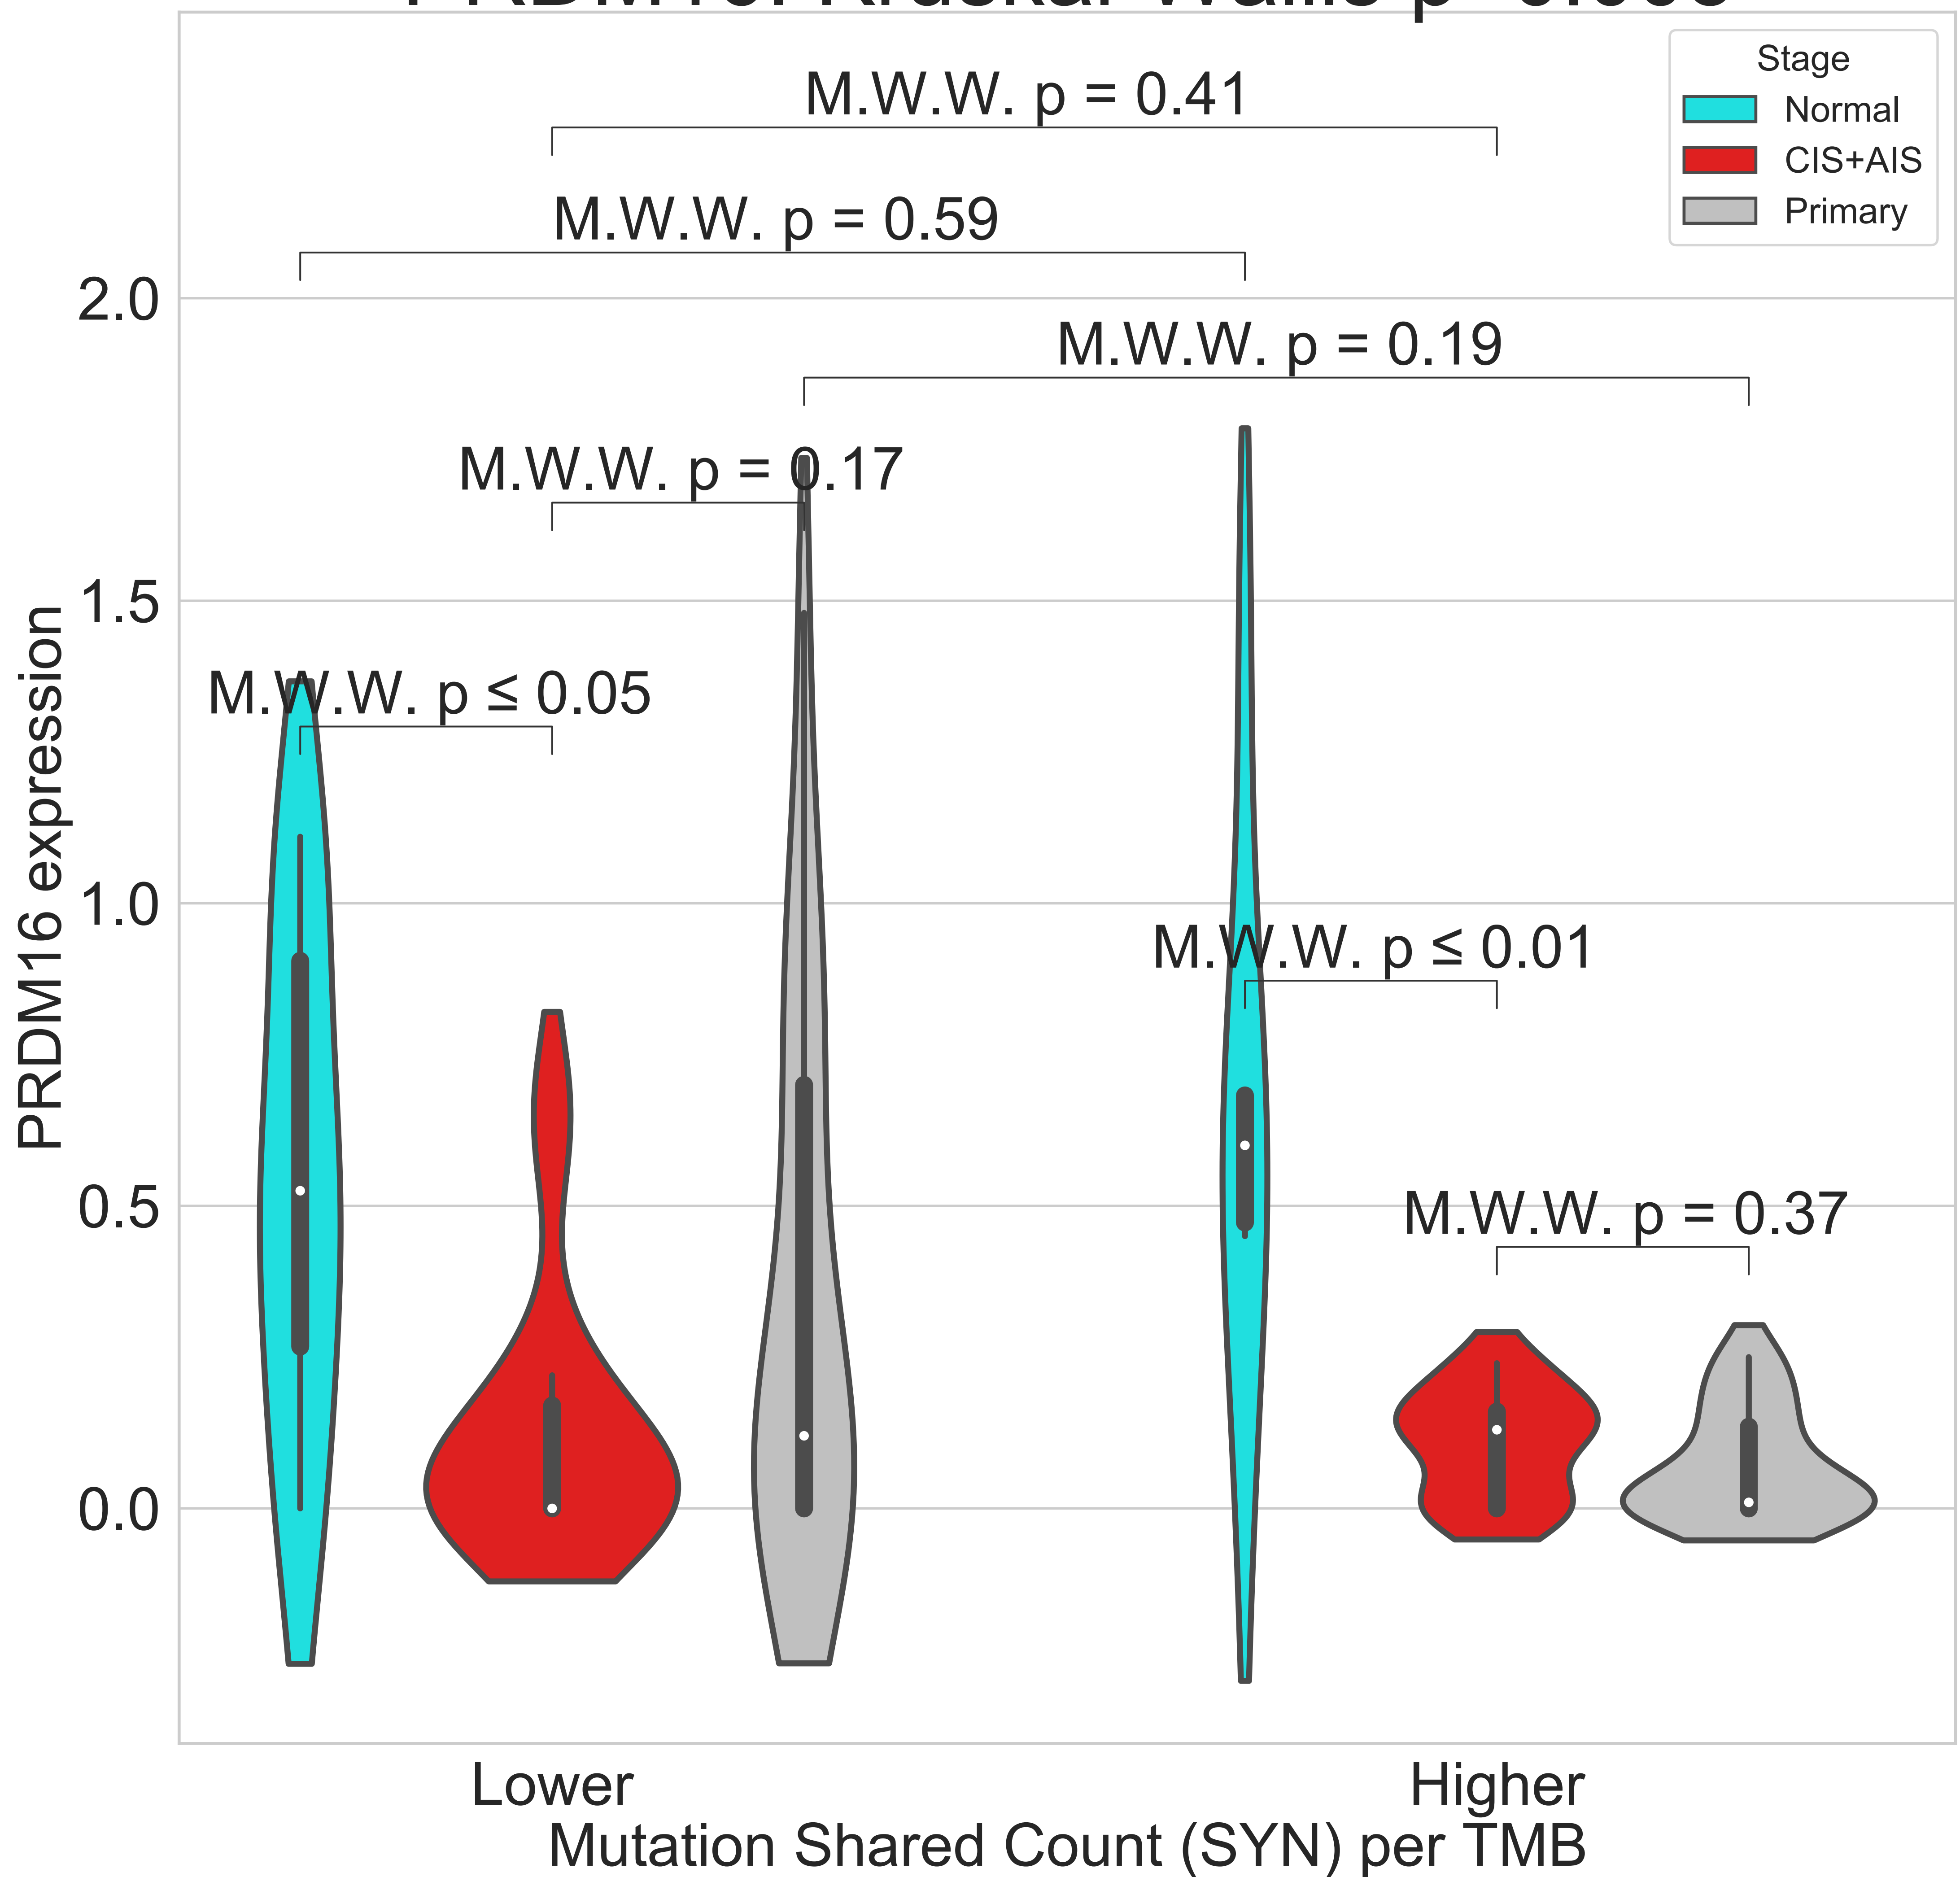 Stage
Normal
CIS+AIS
Primary
M.W.W. p = 0.41
M.W.W. p = 0.59
M.W.W. p = 0.19
M.W.W. p = 0.17
M.W.W. p ≤ 0.05
M.W.W. p ≤ 0.01
M.W.W. p = 0.37
2.0
1.5
1.0
0.5
0.0
PRDM16 expression
Lower
Higher
Mutation Shared Count (SYN) per TMB